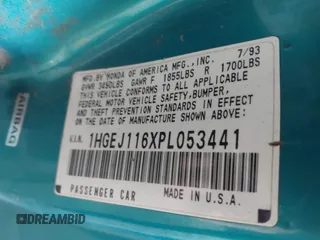 MFG. BY HONDA OF AMERICA MFG., INC. 7/93
GVWR 3450LBS GAWR F 1855LBS R 1700LBS
THIS VEHICLE CONFORMS TO ALL APPLICABLE
FEDERAL MOTOR VEHICLE SAFETY, BUMPER,
AND THEFT PREVENTION STANDARDS IN EFFECT
ON THE DATE OF MANUFACTURE SHOWN ABOVE.
V.I.N. 1HGEJ116XPL053441
PASSENGER CAR MADE IN U.S.A.
AIRBAG
DREAMBID